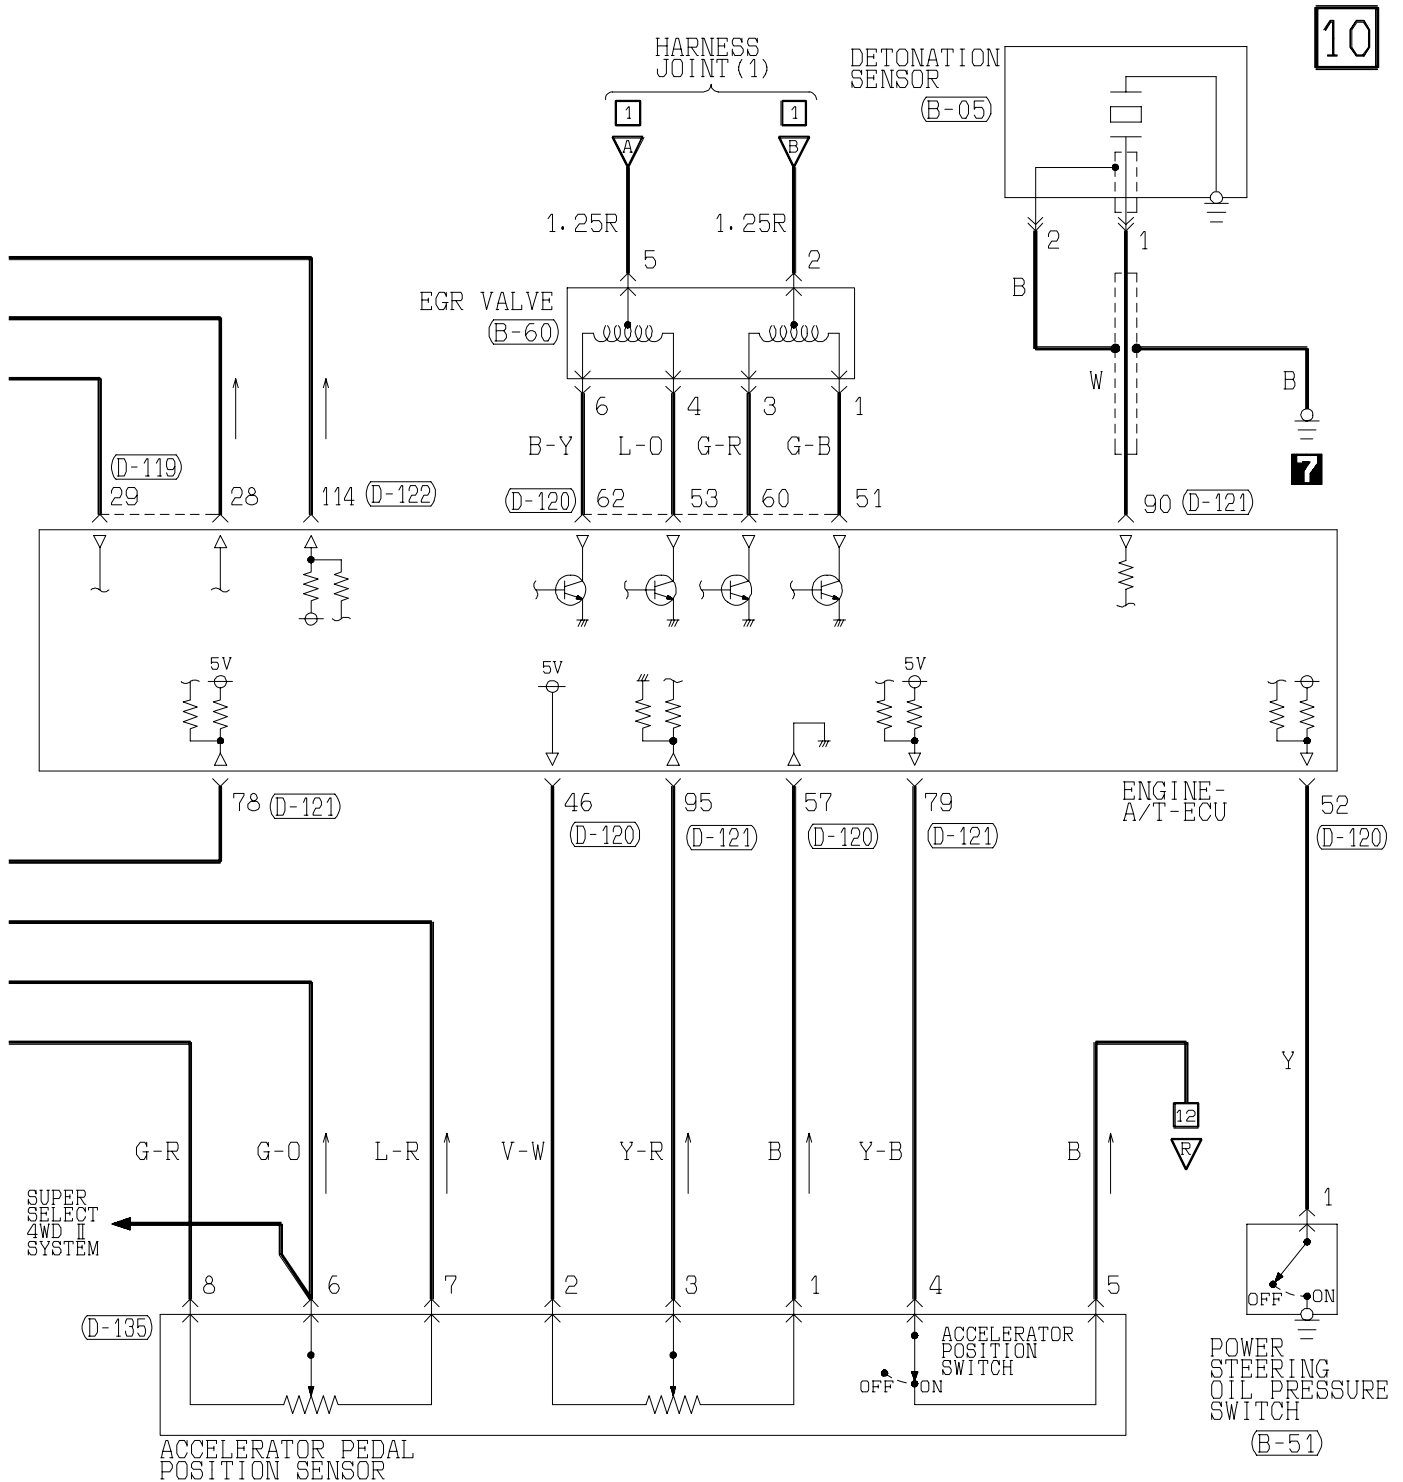 10
HARNESS
JOINT(1)
DETONATION
SENSOR
B-05
1
1
A
B
1.25R
1.25R
5
2
2
1
EGR VALVE
B-60
B
W
B
6
4
3
1
B-Y
L-O
G-R
G-B
7
D-119
29
28
114
D-122
D-120
62
53
60
51
90
D-121
5V
5V
5V
ENGINE-
A/T-ECU
78
D-121
46
D-120
95
D-121
57
D-120
79
D-121
52
D-120
Y
12
R
G-R
G-O
L-R
V-W
Y-R
B
Y-B
B
SUPER
SELECT
4WD II
SYSTEM
1
8
6
7
2
3
1
4
5
OFF
ON
D-135
ACCELERATOR
POSITION
SWITCH
OFF
ON
POWER
STEERING
OIL PRESSURE
SWITCH
B-51
ACCELERATOR PEDAL
POSITION SENSOR